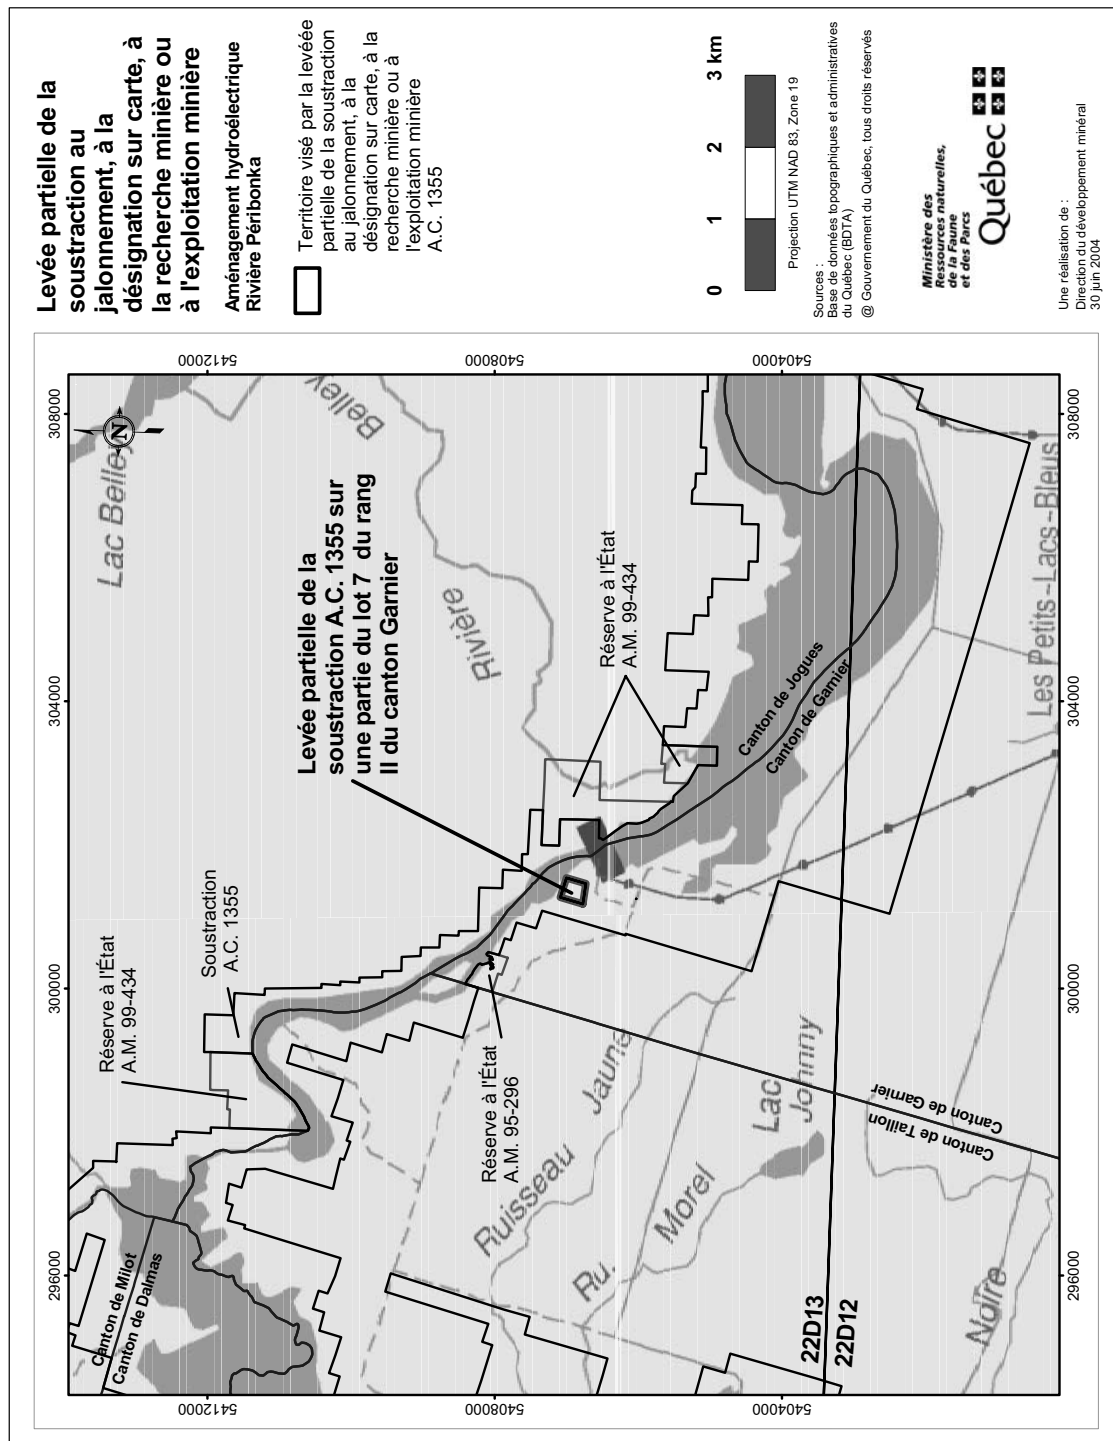 Levée partielle de la
soustraction au
jalonnement, à la
désignation sur carte, à
la recherche minière ou
à l'exploitation minière
Aménagement hydroélectrique
Rivière Péribonka
Territoire visé par la levéée
partielle de la soustraction
au jalonnement, à la
désignation sur carte, à la
recherche minière ou à
l'exploitation minière
A.C. 1355
0 1 2 3 km
Projection UTM NAD 83, Zone 19
Sources :
Base de données topographiques et administratives
du Québec (BDTA)
@ Gouvernement du Québec, tous droits réservés
Ministère des
Ressources naturelles,
de la Faune
et des Parcs
Québec
Une réalisation de :
Direction du développement minéral
30 juin 2004
5412000
5408000
5404000
296000
300000
304000
308000
296000
300000
304000
308000
5412000
5408000
5404000
N
Lac Belley
Rivière
Belley
Levée partielle de la
soustraction A.C. 1355 sur
une partie du lot 7 du rang
II du canton Garnier
Réserve à l'État
A.M. 99-434
Soustraction
A.C. 1355
Réserve à l'État
A.M. 99-434
Réserve à l'État
A.M. 95-296
Canton de Milot
Canton de Dalmas
Canton de Jogues
Canton de Garnier
Canton de Garnier
Canton de Taillon
Ruisseau
Jaune
Ru.
Morel
Lac
Johnny
Noire
Les Petits-Lacs-Bleus
22D13
22D12